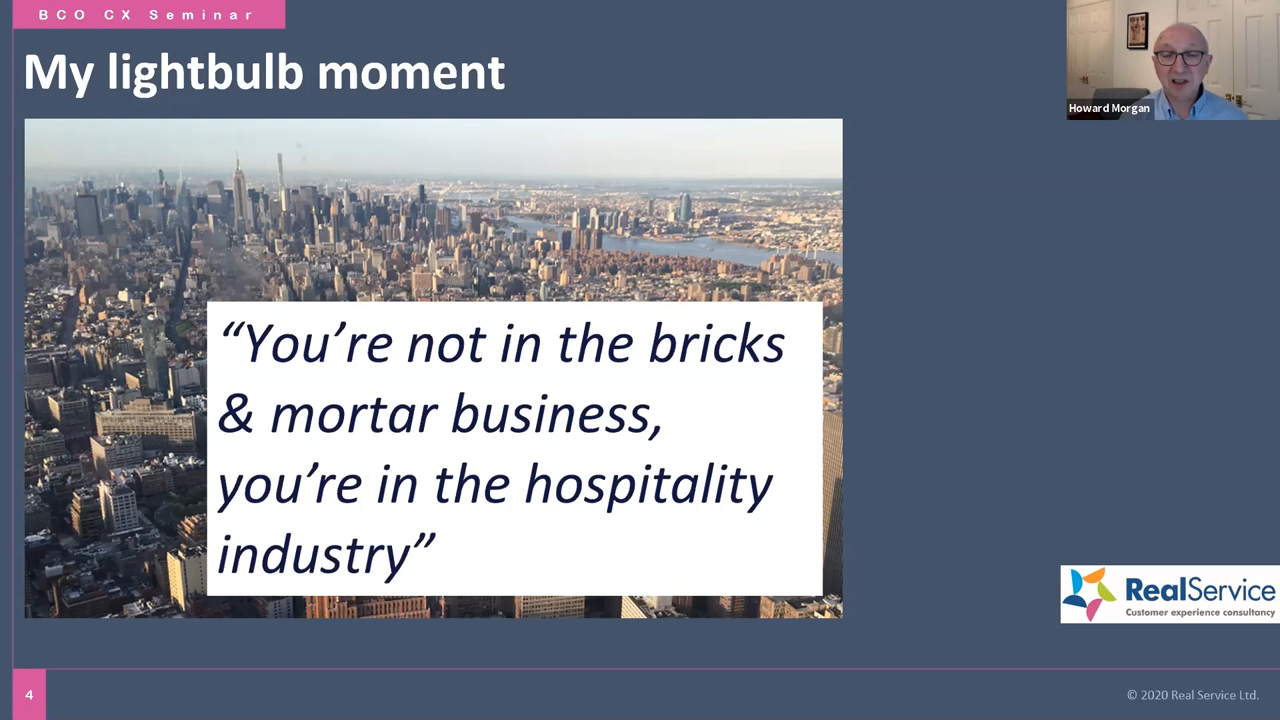 BCO CX Seminar
My lightbulb moment
Howard Morgan
“You’re not in the bricks
& mortar business,
you’re in the hospitality
industry”
RealService
Customer experience consultancy
4
© 2020 Real Service Ltd.